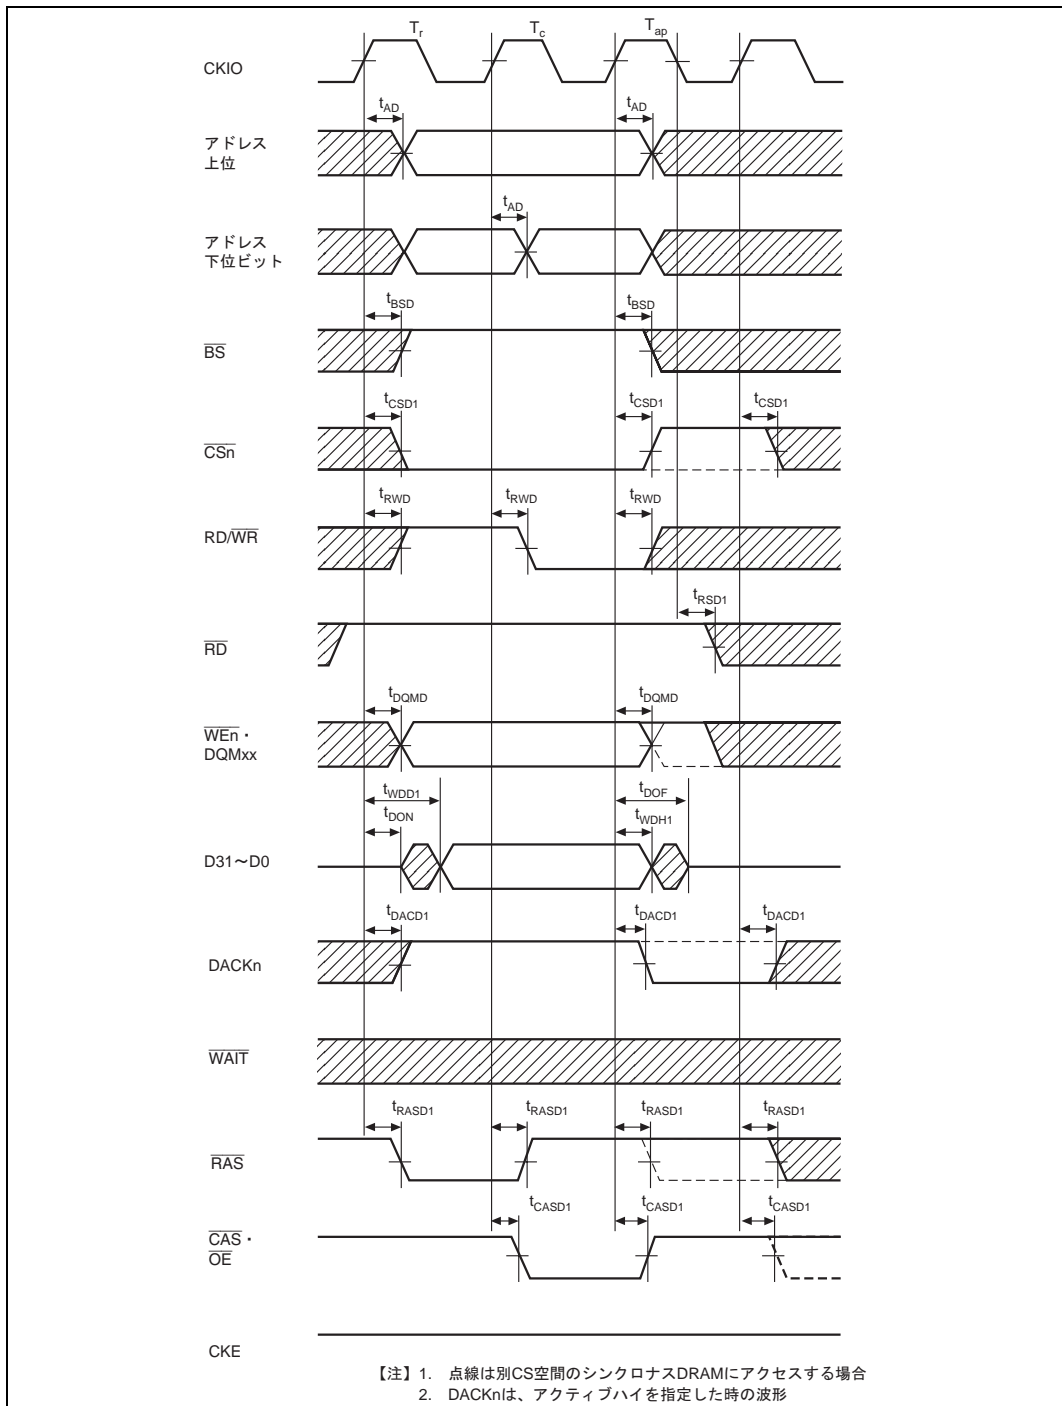 Tr Tc Tap
CKIO
tAD tAD
アドレス
上位
tAD
アドレス
下位ビット
tBSD tBSD
BS
tCSD1 tCSD1 tCSD1
CSn
tRWD tRWD tRWD
RD/WR
tRSD1
RD
tDQMD tDQMD
WEn・
DQMxx
tWDD1 tDOF
tDON tWDH1
D31～D0
tDACD1 tDACD1 tDACD1
DACKn
WAIT
tRASD1 tRASD1 tRASD1 tRASD1
RAS
tCASD1 tCASD1 tCASD1
CAS・
OE
CKE
【注】1. 点線は別CS空間のシンクロナスDRAMにアクセスする場合
2. DACKnは、アクティブハイを指定した時の波形